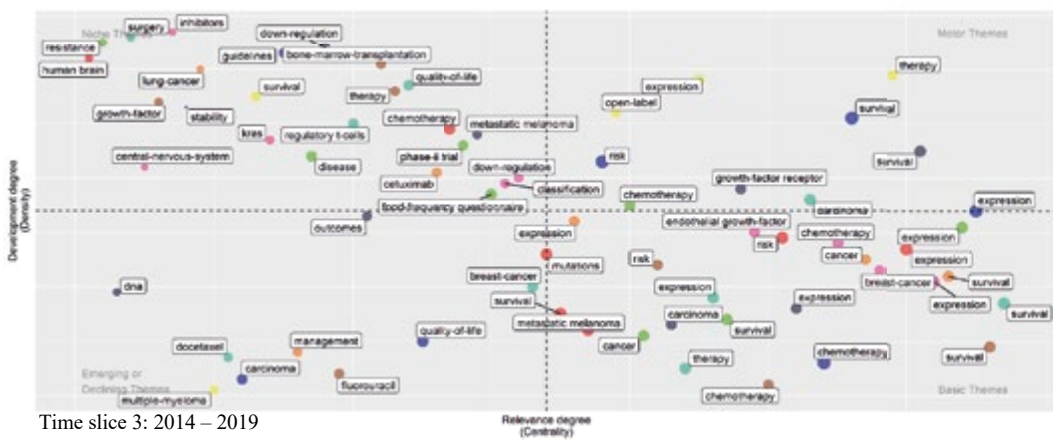 surgery
inhibitors
Niche Themes
down-regulation
Motor Themes
resistance
guidelines
bone-marrow-transplantation
human brain
lung-cancer
quality-of-life
therapy
survival
therapy
expression
growth-factor
stability
open-label
chemotherapy
metastatic melanoma
survival
kras
regulatory t-cells
central-nervous-system
disease
phase-ii trial
down-regulation
risk
survival
cetuximab
classification
growth-factor receptor
chemotherapy
food-frequency questionnaire
carcinoma
expression
outcomes
expression
endothelial growth-factor
risk
chemotherapy
expression
cancer
expression
mutations
risk
breast-cancer
breast-cancer
survival
dna
survival
expression
expression
expression
survival
metastatic melanoma
carcinoma
survival
quality-of-life
cancer
management
docetaxel
therapy
chemotherapy
survival
carcinoma
fluorouracil
Emerging or
Declining Themes
multiple-myeloma
chemotherapy
Basic Themes
Development degree
(Density)
Relevance degree
(Centrality)
Time slice 3: 2014 – 2019